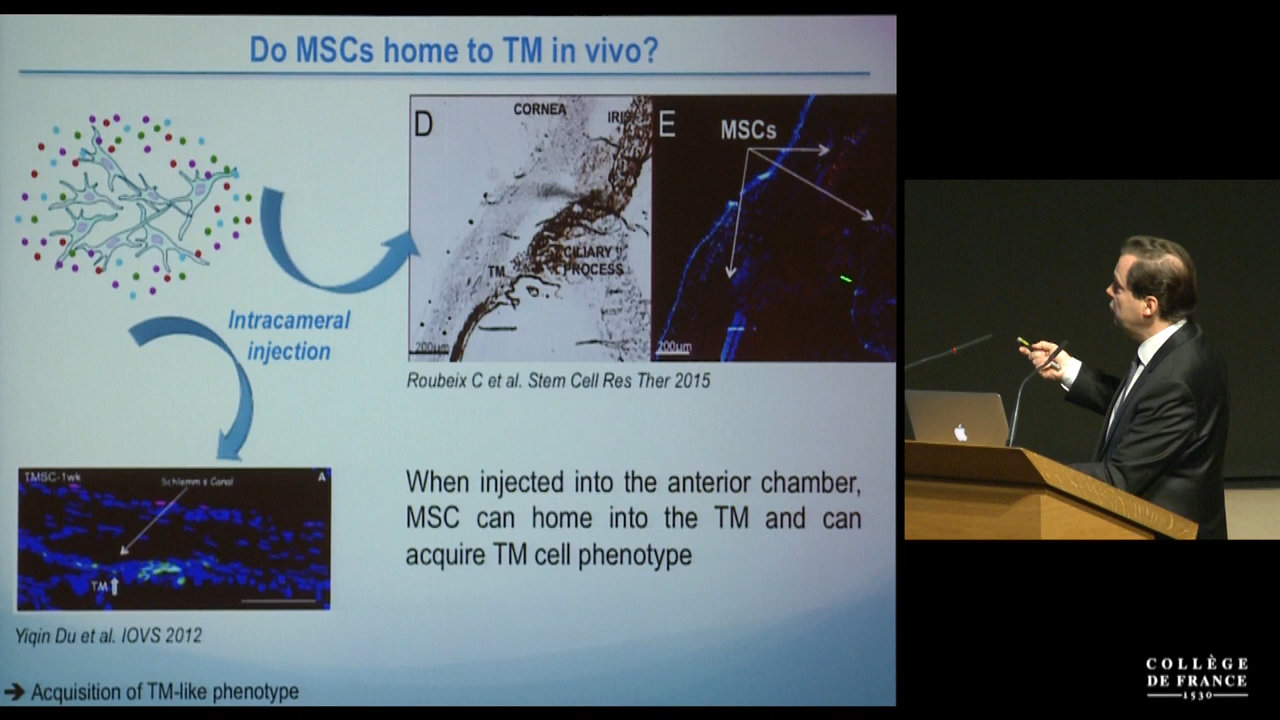 Do MSCs home to TM in vivo?
D
CORNEA
IRIS
TM
CILIARY
PROCESS
200µm
E
MSCs
200µm
Intracameral
injection
Roubeix C et al. Stem Cell Res Ther 2015
TMSC-1wk
Schlemm s Canal
A
TM
When injected into the anterior chamber,
MSC can home into the TM and can
acquire TM cell phenotype
Yiqin Du et al. IOVS 2012
➔ Acquisition of TM-like phenotype
COLLÈGE
DE FRANCE
1530